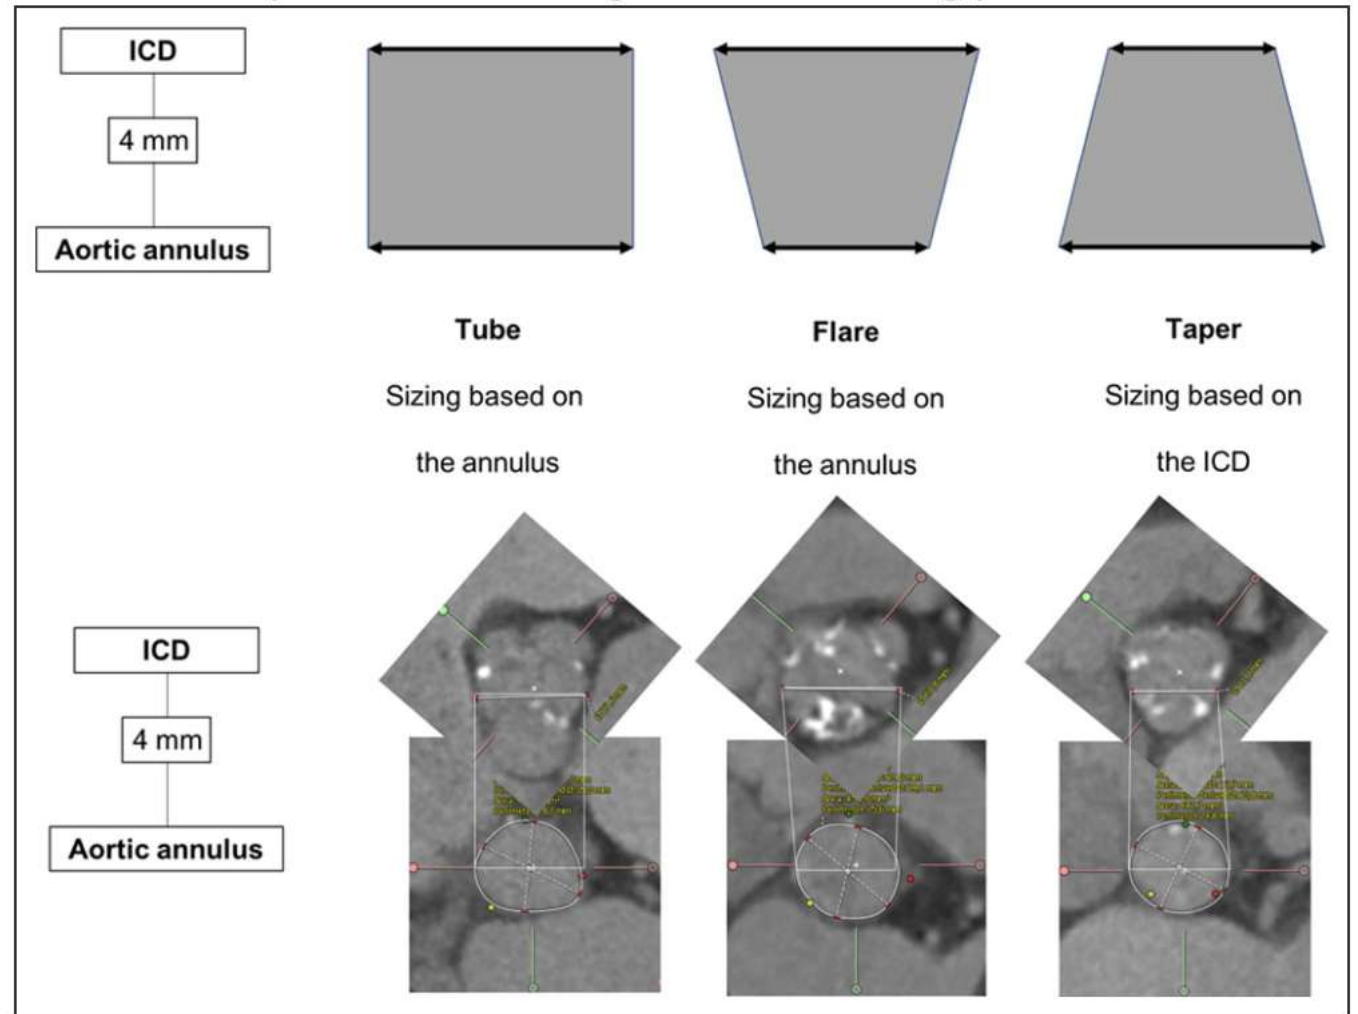 ICD
4 mm
Aortic annulus
Tube
Flare
Taper
Sizing based on
the annulus
Sizing based on
the annulus
Sizing based on
the ICD
ICD
4 mm
Aortic annulus